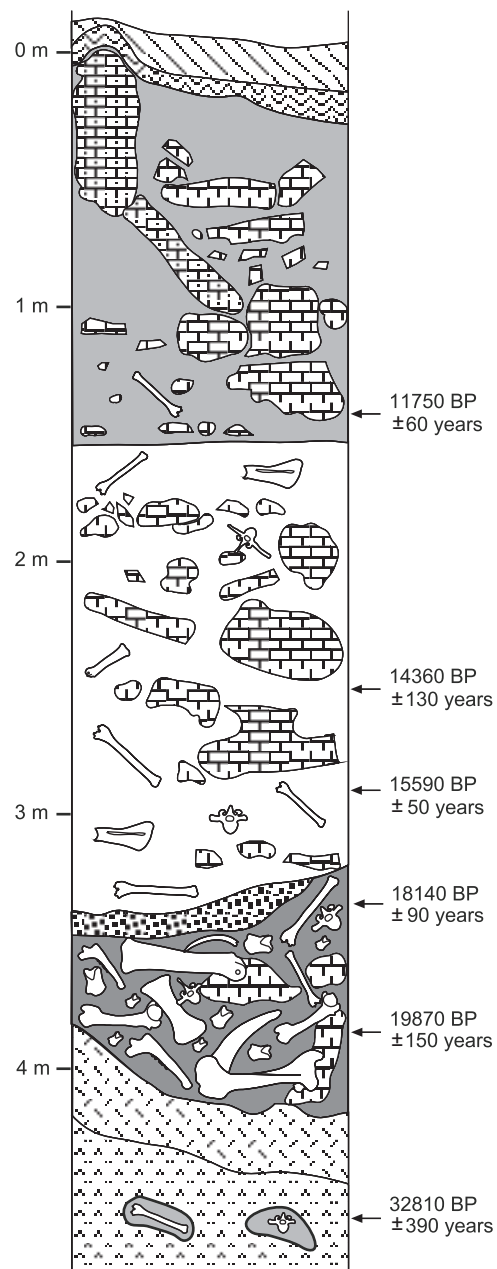 0 m
1 m
11750 BP
±60 years
2 m
14360 BP
±130 years
15590 BP
±50 years
3 m
18140 BP
±90 years
19870 BP
±150 years
4 m
32810 BP
±390 years